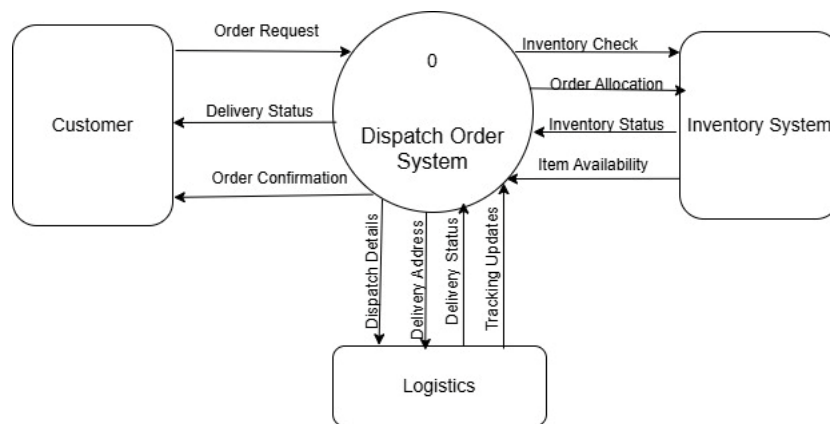 Order Request
0
Inventory Check
Order Allocation
Customer
Delivery Status
Dispatch Order
System
Inventory Status
Inventory System
Order Confirmation
Item Availability
Dispatch Details
Delivery Address
Delivery Status
Tracking Updates
Logistics